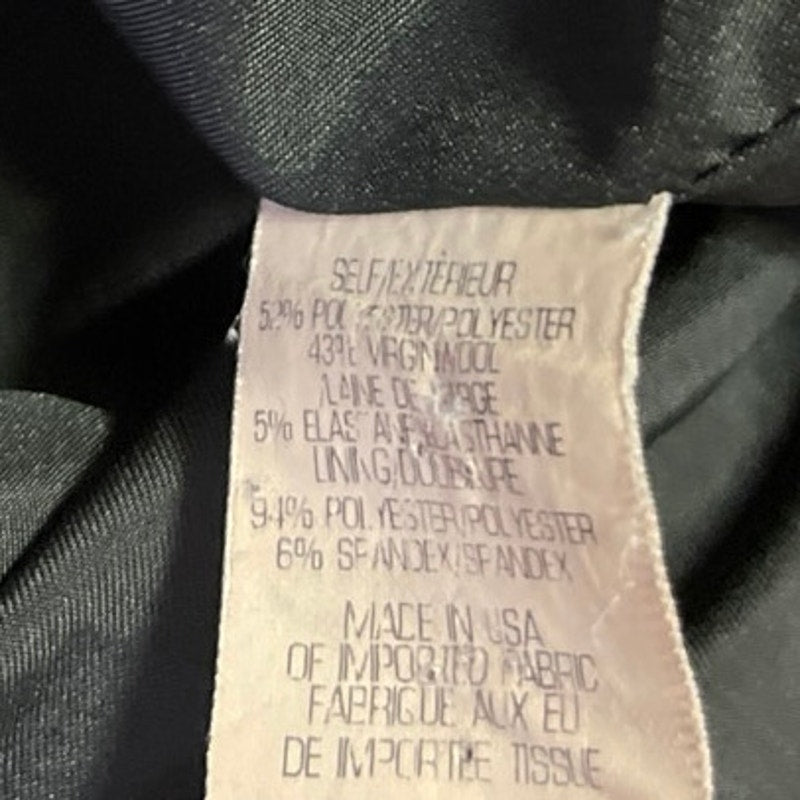 SELF/EXTÉRIEUR
52% POLYESTER/POLYESTER
43% VIRGIN WOOL
/LAINE DE VIERGE
5% ELASTANE/ELASTHANNE
LINING/DOUBLURE
94% POLYESTER/POLYESTER
6% SPANDEX/SPANDEX
MADE IN USA
OF IMPORTED FABRIC
FABRIQUE AUX EU
DE IMPORTEE TISSUE